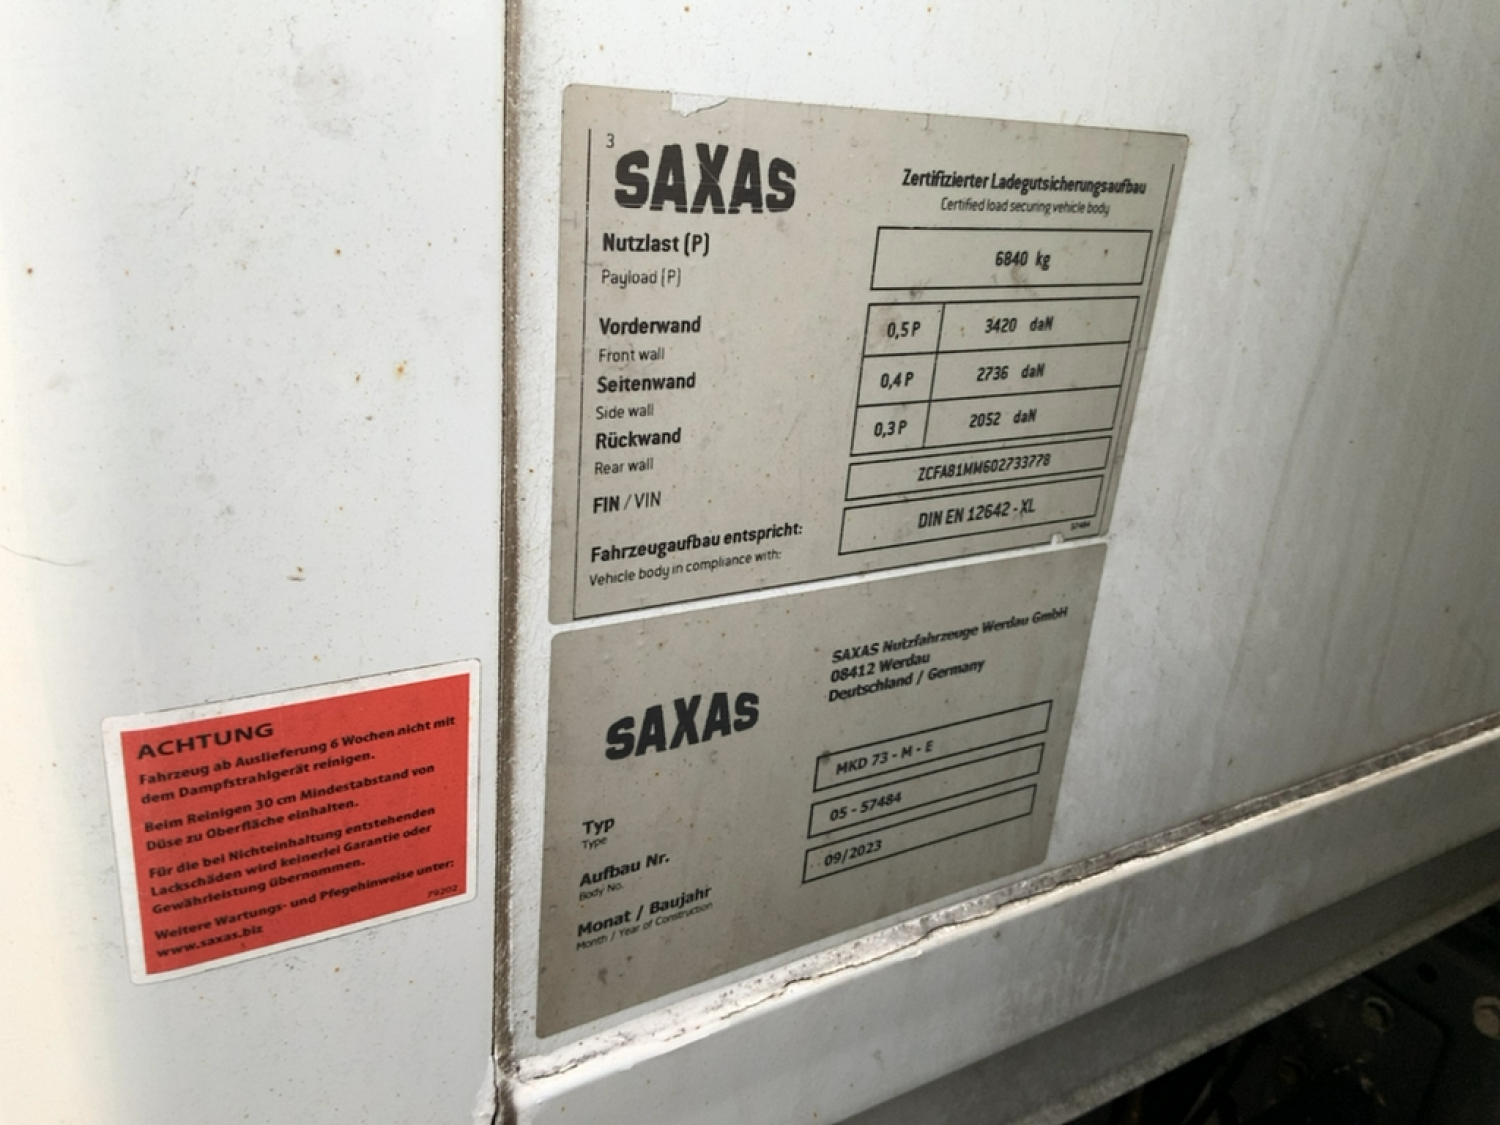 3
SAXAS
Zertifizierter Ladegutsicherungsaufbau
Certified load securing vehicle body
Nutzlast (P)
Payload (P)
6840 kg
Vorderwand
Front wall
0,5 P 3420 daN
Seitenwand
Side wall
0,4 P 2736 daN
Rückwand
Rear wall
0,3 P 2052 daN
FIN / VIN
ZCFA81MM602733778
Fahrzeugaufbau entspricht:
Vehicle body in compliance with:
DIN EN 12642 - XL
57484
SAXAS Nutzfahrzeuge Werdau GmbH
08412 Werdau
Deutschland / Germany
SAXAS
Typ
Type
MKD 73 - M - E
Aufbau Nr.
Body No.
05 - 57484
Monat / Baujahr
Month / Year of Construction
09/2023
ACHTUNG
Fahrzeug ab Auslieferung 6 Wochen nicht mit
dem Dampfstrahlgerät reinigen.
Beim Reinigen 30 cm Mindestabstand von
Düse zu Oberfläche einhalten.
Für die bei Nichteinhaltung entstehenden
Lackschäden wird keinerlei Garantie oder
Gewährleistung übernommen.
Weitere Wartungs- und Pfegehinweise unter:
www.saxas.biz
79202